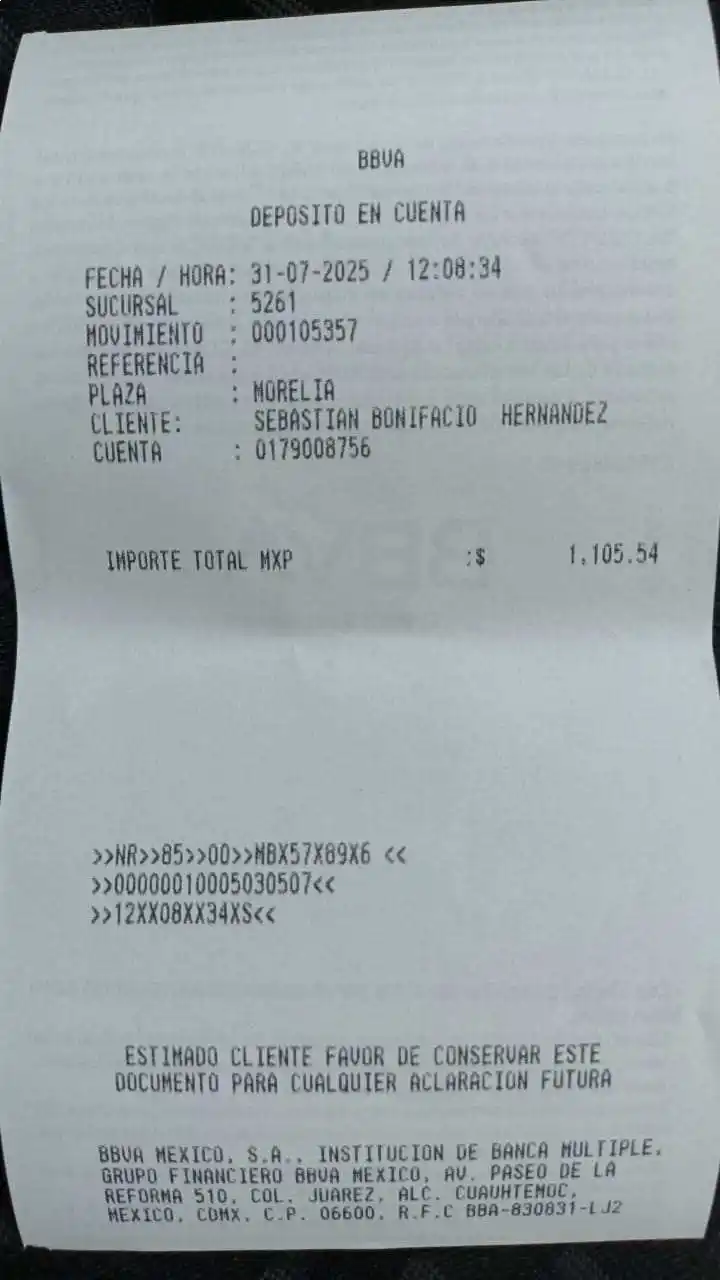 BBVA
DEPOSITO EN CUENTA
FECHA / HORA: 31-07-2025 / 12:08:34
SUCURSAL : 5261
MOVIMIENTO : 000105357
REFERENCIA :
PLAZA : MORELIA
CLIENTE: SEBASTIAN BONIFACIO HERNANDEZ
CUENTA : 0179008756
IMPORTE TOTAL MXP :$ 1,105.54
>>NR>>85>>00>>MBX57X89X6 <<
>>00000010005030507<<
>>12XX08XX34XS<<
ESTIMADO CLIENTE FAVOR DE CONSERVAR ESTE
DOCUMENTO PARA CUALQUIER ACLARACION FUTURA
BBVA MEXICO, S.A., INSTITUCION DE BANCA MULTIPLE,
GRUPO FINANCIERO BBVA MEXICO, AV. PASEO DE LA
REFORMA 510, COL. JUAREZ, ALC. CUAUHTEMOC,
MEXICO, CDMX, C.P. 06600, R.F.C BBA-830831-LJ2